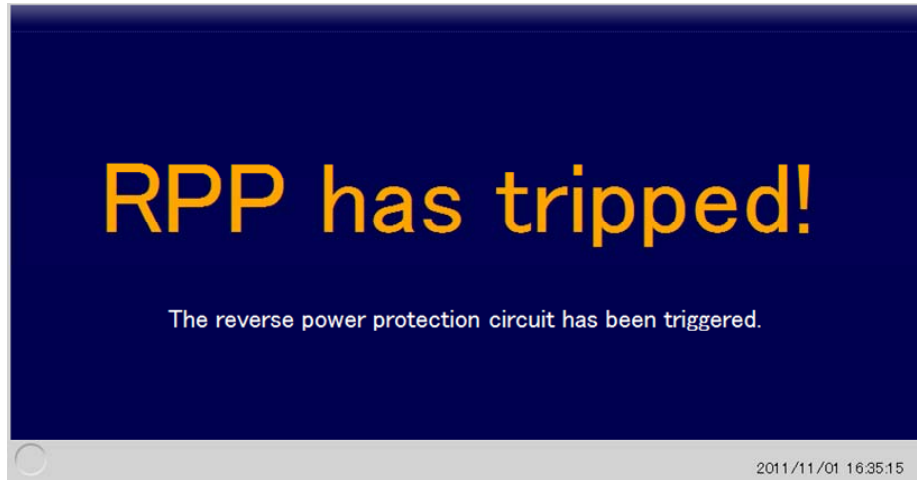 RPP has tripped!
The reverse power protection circuit has been triggered.
2011/11/01 16:35:15